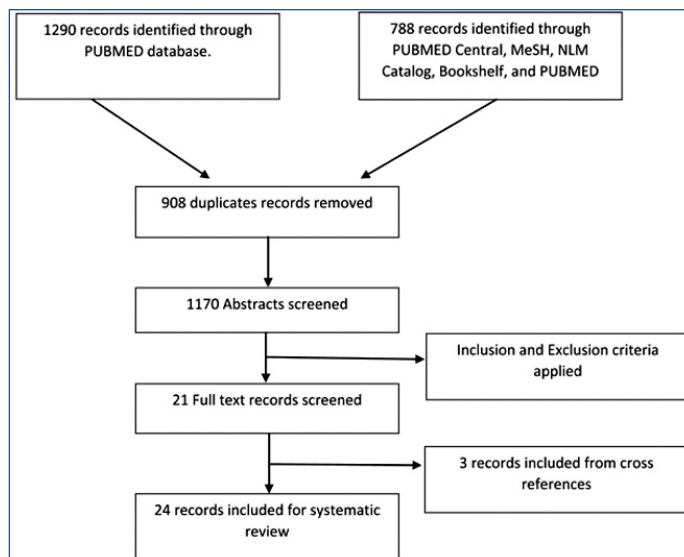 1290 records identified through
PUBMED database.
788 records identified through
PUBMED Central, MeSH, NLM
Catalog, Bookshelf, and PUBMED
908 duplicates records removed
1170 Abstracts screened
Inclusion and Exclusion criteria
applied
21 Full text records screened
3 records included from cross
references
24 records included for systematic
review